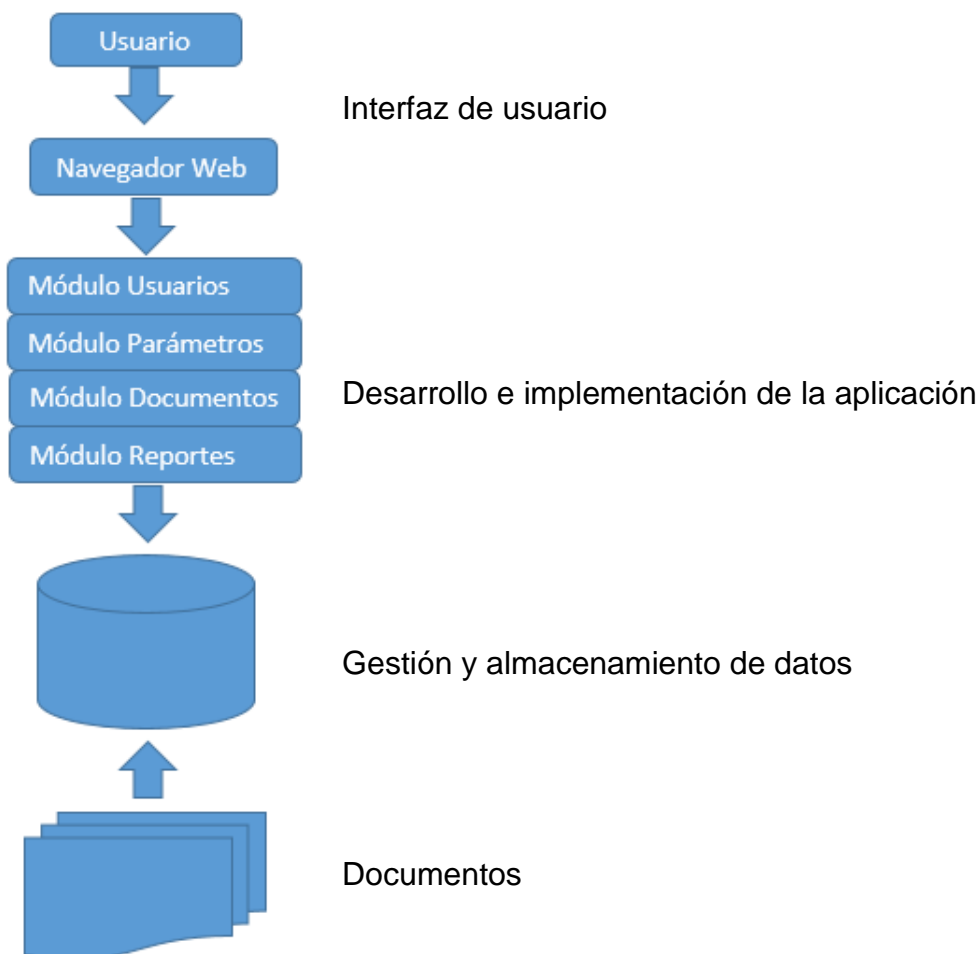 Usuario
Interfaz de usuario
Navegador Web
Módulo Usuarios
Módulo Parámetros
Módulo Documentos
Desarrollo e implementación de la aplicación
Módulo Reportes
Gestión y almacenamiento de datos
Documentos